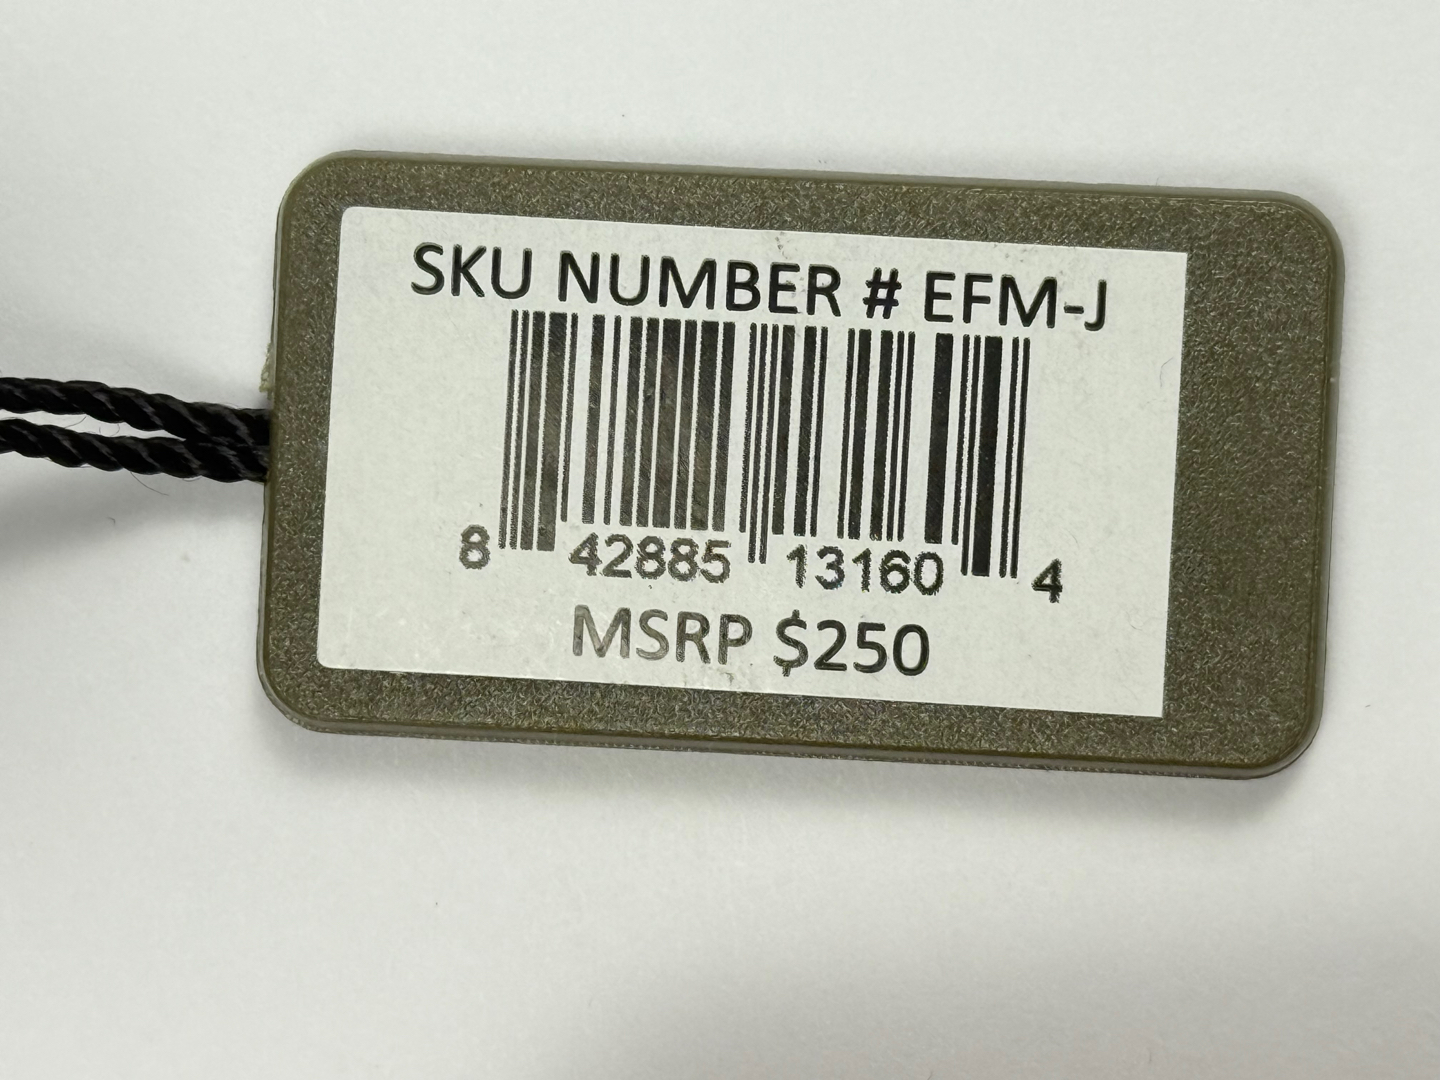 SKU NUMBER # EFM-J
8 42885 13160 4
MSRP $250